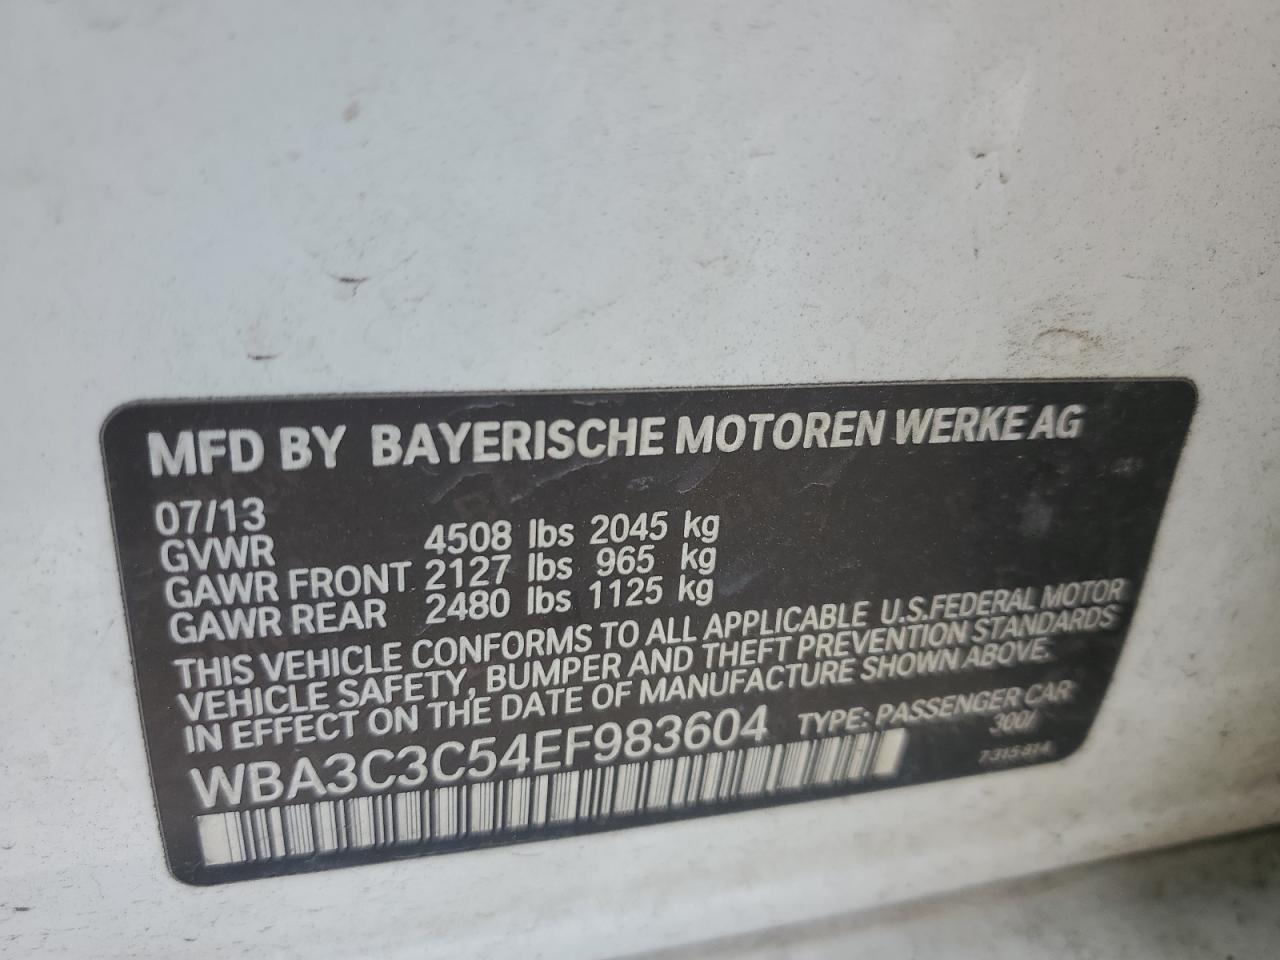 MFD BY BAYERISCHE MOTOREN WERKE AG
07/13
GVWR 4508 lbs 2045 kg
GAWR FRONT 2127 lbs 965 kg
GAWR REAR 2480 lbs 1125 kg
THIS VEHICLE CONFORMS TO ALL APPLICABLE U.S.FEDERAL MOTOR
VEHICLE SAFETY, BUMPER AND THEFT PREVENTION STANDARDS
IN EFFECT ON THE DATE OF MANUFACTURE SHOWN ABOVE.
WBA3C3C54EF983604 TYPE: PASSENGER CAR
300/
7315814